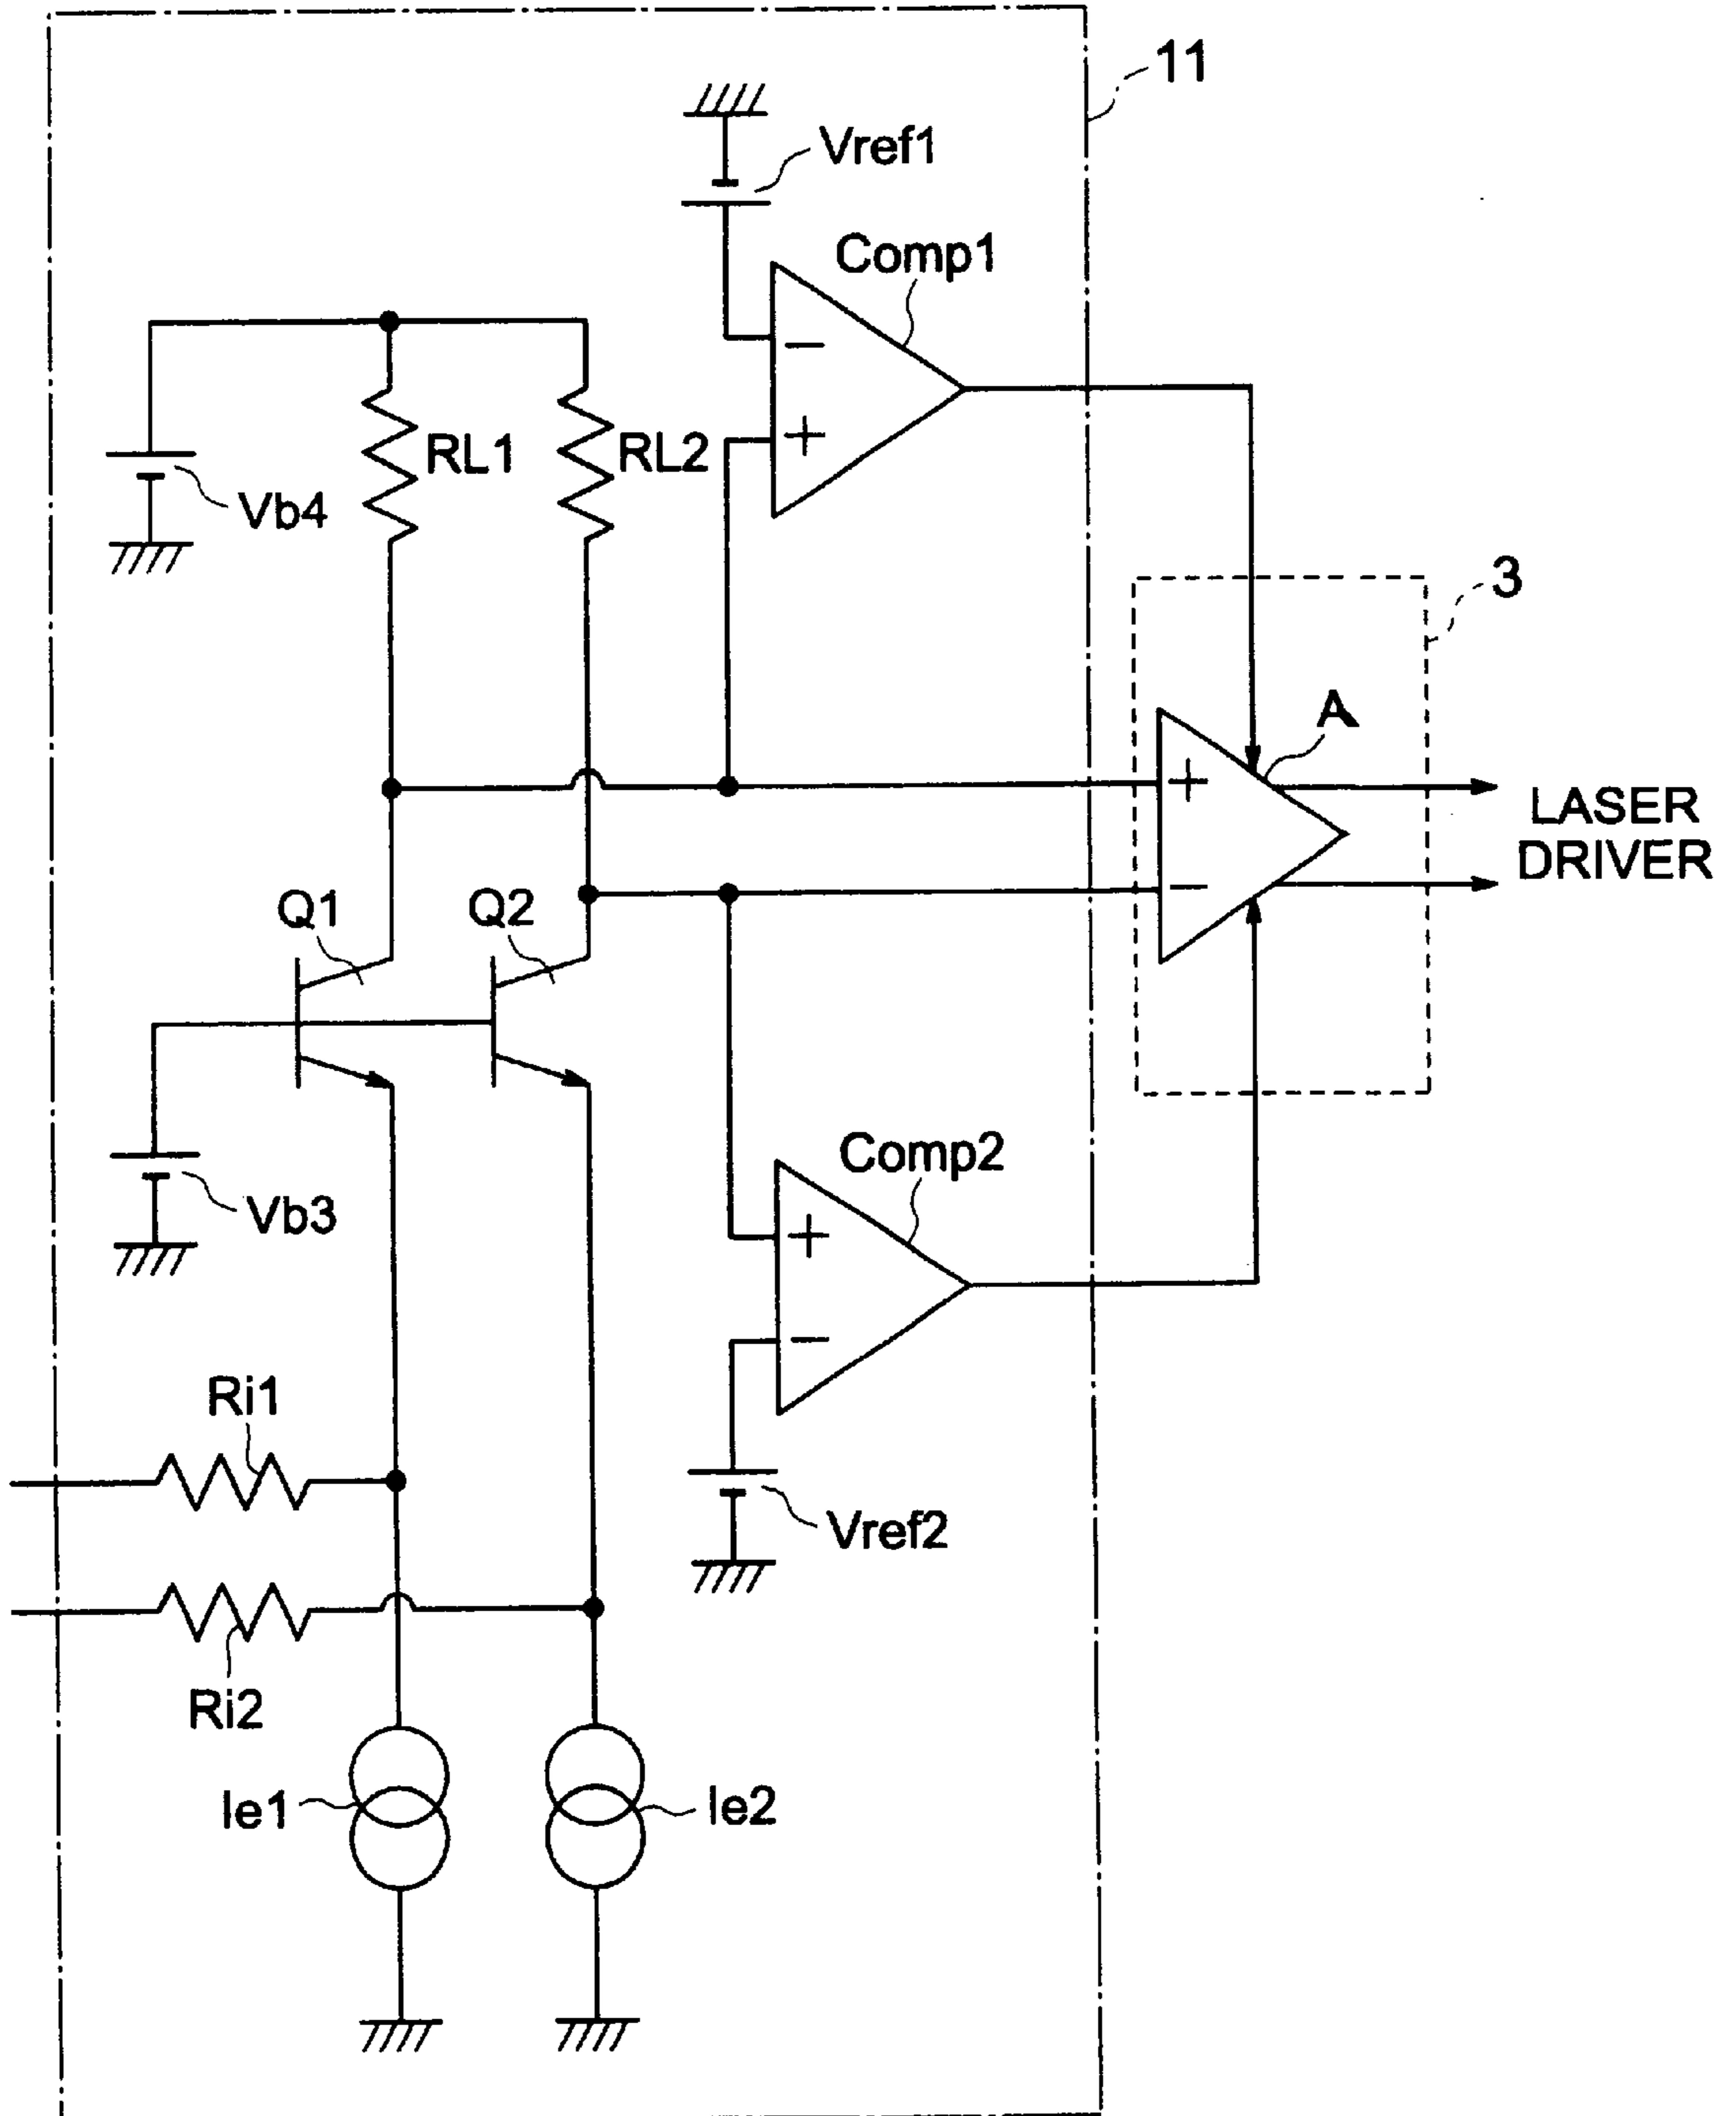 11
Vref1
Comp1
RL1
RL2
Vb4
3
A
LASER
DRIVER
Q1
Q2
Comp2
Vb3
Ri1
Vref2
Ri2
Ie1
Ie2
+
−
+
−
+
−